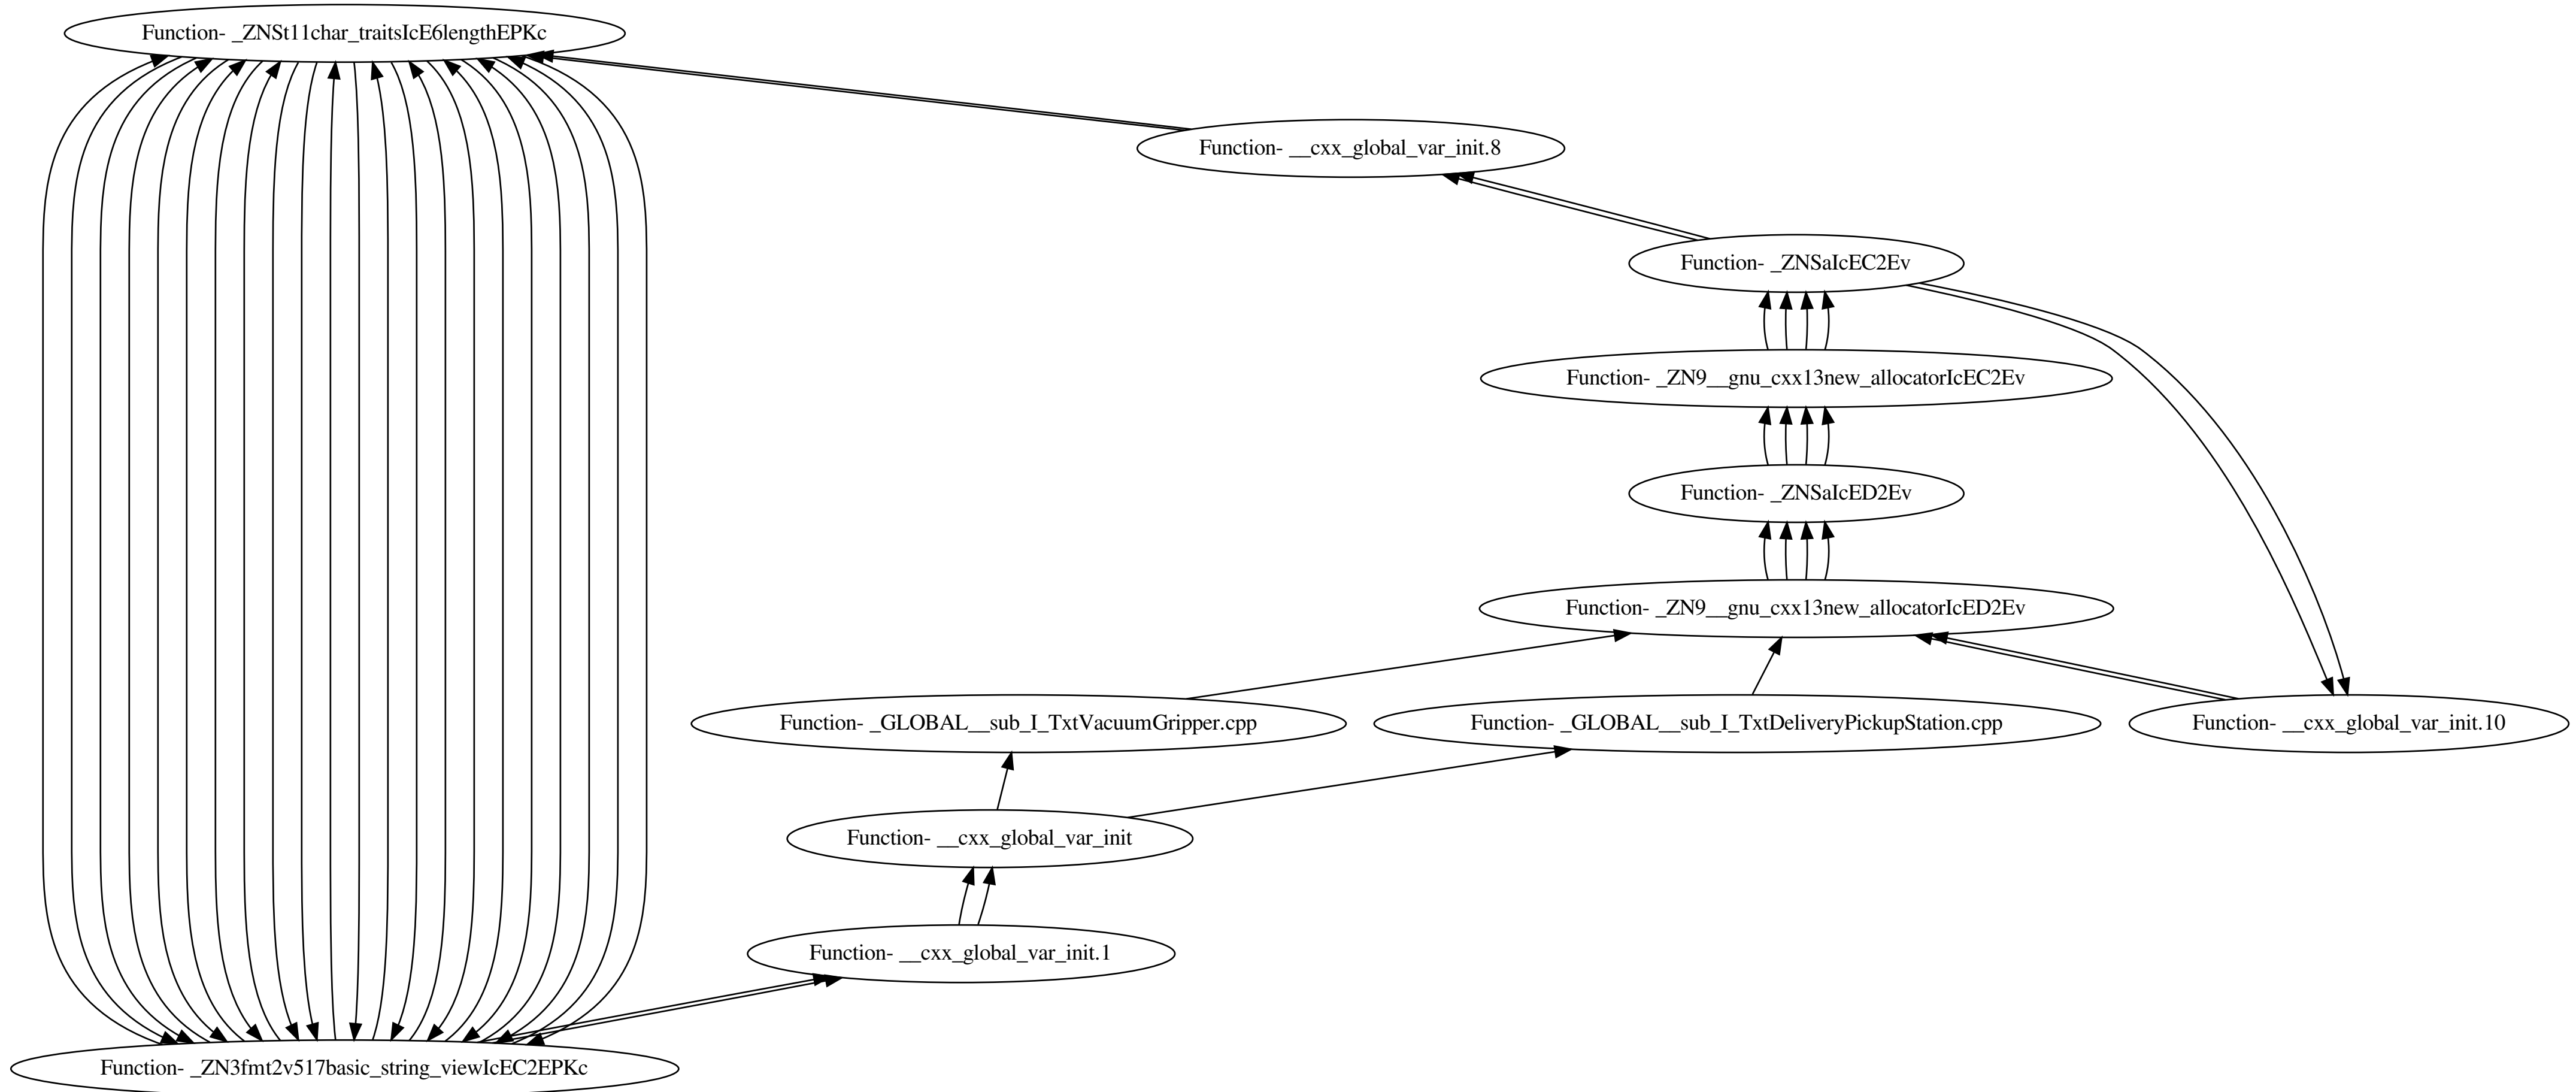 Function- _ZNSt11char_traitsIcE6lengthEPKc
Function- __cxx_global_var_init.8
Function- _ZNSaIcEC2Ev
Function- _ZN9__gnu_cxx13new_allocatorIcEC2Ev
Function- _ZNSaIcED2Ev
Function- _ZN9__gnu_cxx13new_allocatorIcED2Ev
Function- _GLOBAL__sub_I_TxtVacuumGripper.cpp
Function- _GLOBAL__sub_I_TxtDeliveryPickupStation.cpp
Function- __cxx_global_var_init.10
Function- __cxx_global_var_init
Function- __cxx_global_var_init.1
Function- _ZN3fmt2v517basic_string_viewIcEC2EPKc